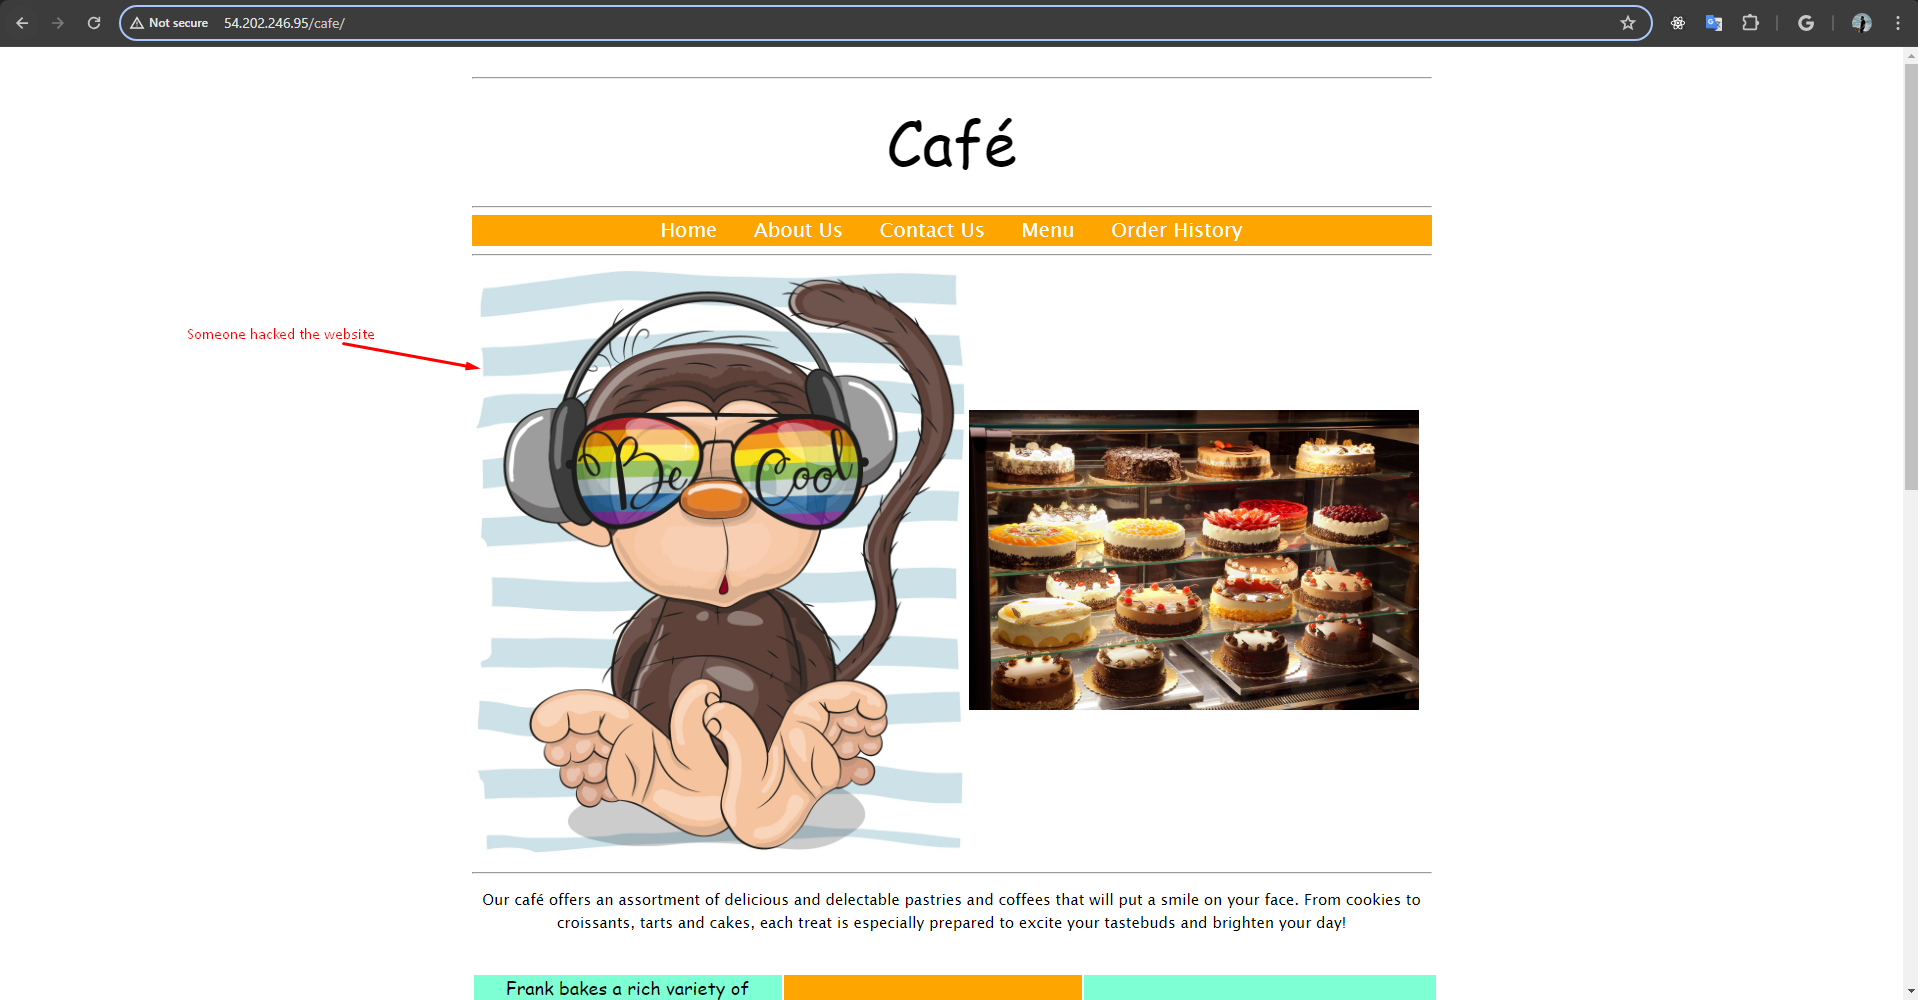 Not secure 54.202.246.95/cafe/
Café
Home About Us Contact Us Menu Order History
Someone hacked the website
Be Cool
Our café offers an assortment of delicious and delectable pastries and coffees that will put a smile on your face. From cookies to
croissants, tarts and cakes, each treat is especially prepared to excite your tastebuds and brighten your day!
Frank bakes a rich variety of